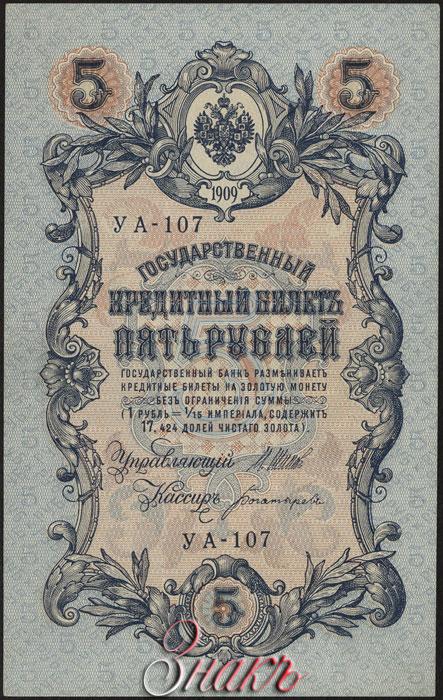 5 5
1909
УА-107
ГОСУДАРСТВЕННЫЙ
КРЕДИТНЫЙ БИЛЕТЪ
ПЯТЬ РУБЛЕЙ
ГОСУДАРСТВЕННЫЙ БАНКЪ РАЗМѢНИВАЕТЪ
КРЕДИТНЫЕ БИЛЕТЫ НА ЗОЛОТУЮ МОНЕТУ
БЕЗЪ ОГРАНИЧЕНІЯ СУММЫ
(1 РУБЛЬ = 1/15 ИМПЕРІАЛА, СОДЕРЖИТЪ
17,424 ДОЛЕЙ ЧИСТАГО ЗОЛОТА).
Управляющій
Кассиръ Богатыревъ
УА-107
5
Знакъ